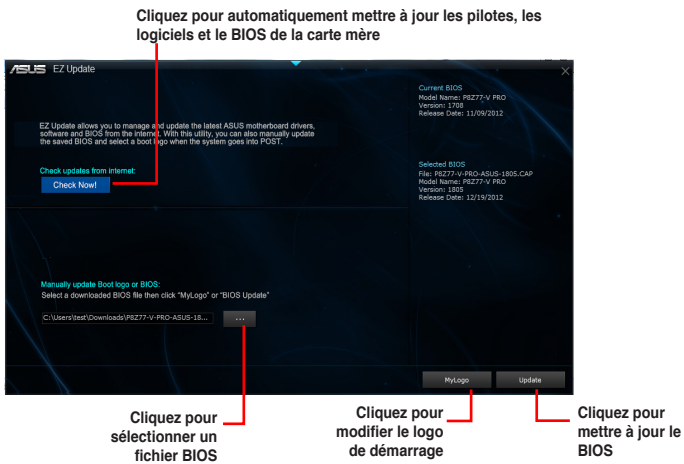 Cliquez pour automatiquement mettre à jour les pilotes, les
logiciels et le BIOS de la carte mère
ASUS EZ Update
Current BIOS
Model Name: P8Z77-V PRO
Version: 1708
Release Date: 11/09/2012
EZ Update allows you to manage and update the latest ASUS motherboard drivers,
software and BIOS from the internet. With this utility, you can also manually update
the saved BIOS and select a boot logo when the system goes into POST.
Check updates from internet:
Check Now!
Selected BIOS
File: P8Z77-V-PRO-ASUS-1805.CAP
Model Name: P8Z77-V PRO
Version: 1805
Release Date: 12/19/2012
Manually update Boot logo or BIOS:
Select a downloaded BIOS file then click "MyLogo" or "BIOS Update"
C:\Users\test\Downloads\P8Z77-V-PRO-ASUS-18...
...
MyLogo
Update
Cliquez pour
sélectionner un
fichier BIOS
Cliquez pour
modifier le logo
de démarrage
Cliquez pour
mettre à jour le
BIOS